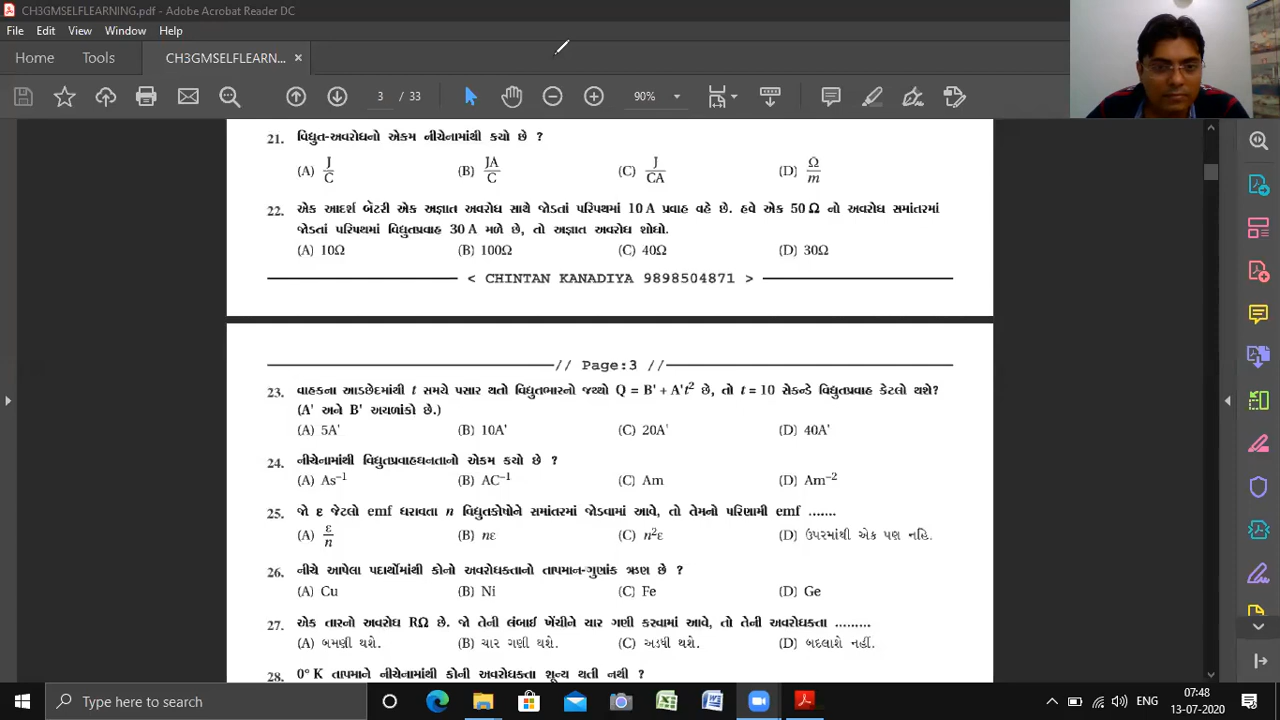 CH3GMSELFLEARNING.pdf - Adobe Acrobat Reader DC
File Edit View Window Help
Home Tools CH3GMSELFLEARN... ×
3 / 33 90%
21. વિદ્યુત-અવરોધનો એકમ નીચેનામાંથી કયો છે ?
(A) J/C (B) JA/C (C) J/CA (D) Ω/m
22. એક આદર્શ બૅટરી એક અજ્ઞાત અવરોધ સાથે જોડતાં પરિપથમાં 10 A પ્રવાહ વહે છે. હવે એક 50 Ω નો અવરોધ સમાંતરમાં
જોડતાં પરિપથમાં વિદ્યુતપ્રવાહ 30 A મળે છે, તો અજ્ઞાત અવરોધ શોધો.
(A) 10Ω (B) 100Ω (C) 40Ω (D) 30Ω
< CHINTAN KANADIYA 9898504871 >
// Page:3 //
23. વાહકના આડછેદમાંથી t સમયે પસાર થતો વિદ્યુતભારનો જથ્થો Q = B' + A't² છે, તો t = 10 સેકન્ડે વિદ્યુતપ્રવાહ કેટલો થશે?
(A' અને B' અચળાંકો છે.)
(A) 5A' (B) 10A' (C) 20A' (D) 40A'
24. નીચેનામાંથી વિદ્યુતપ્રવાહઘનતાનો એકમ કયો છે ?
(A) As⁻¹ (B) AC⁻¹ (C) Am (D) Am⁻²
25. જો દ જેટલો emf ધરાવતા n વિદ્યુતકોષોને સમાંતરમાં જોડવામાં આવે, તો તેમનો પરિણામી emf .......
(A) ε/n (B) nε (C) n²ε (D) ઉપરમાંથી એક પણ નહિ.
26. નીચે આપેલા પદાર્થોમાંથી કોનો અવરોધકતાનો તાપમાન-ગુણાંક ઋણ છે ?
(A) Cu (B) Ni (C) Fe (D) Ge
27. એક તારનો અવરોધ RΩ છે. જો તેની લંબાઈ ખેંચીને ચાર ગણી કરવામાં આવે, તો તેની અવરોધકતા .........
(A) બમણી થશે. (B) ચાર ગણી થશે. (C) અડધી થશે. (D) બદલાશે નહીં.
28. 0° K તાપમાને નીચેનામાંથી કોની અવરોધકતા શૂન્ય થતી નથી ?
Type here to search
ENG
07:48
13-07-2020